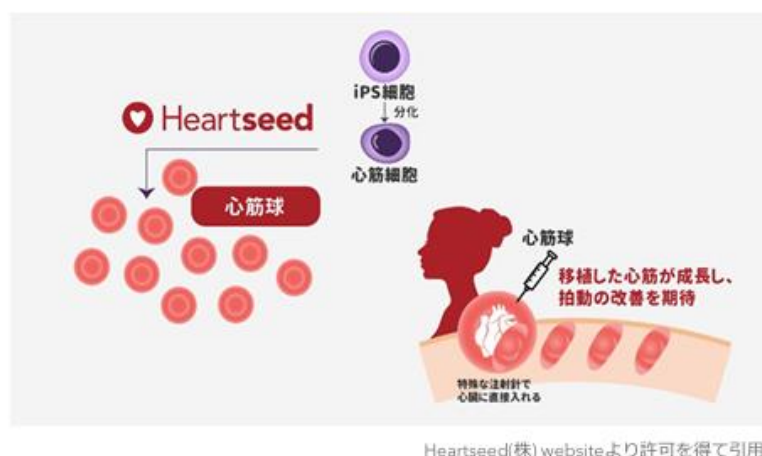 iPS細胞
分化
心筋細胞
Heartseed
心筋球
心筋球
移植した心筋が成長し、
拍動の改善を期待
特殊な注射針で
心臓に直接入れる
Heartseed(株) websiteより許可を得て引用